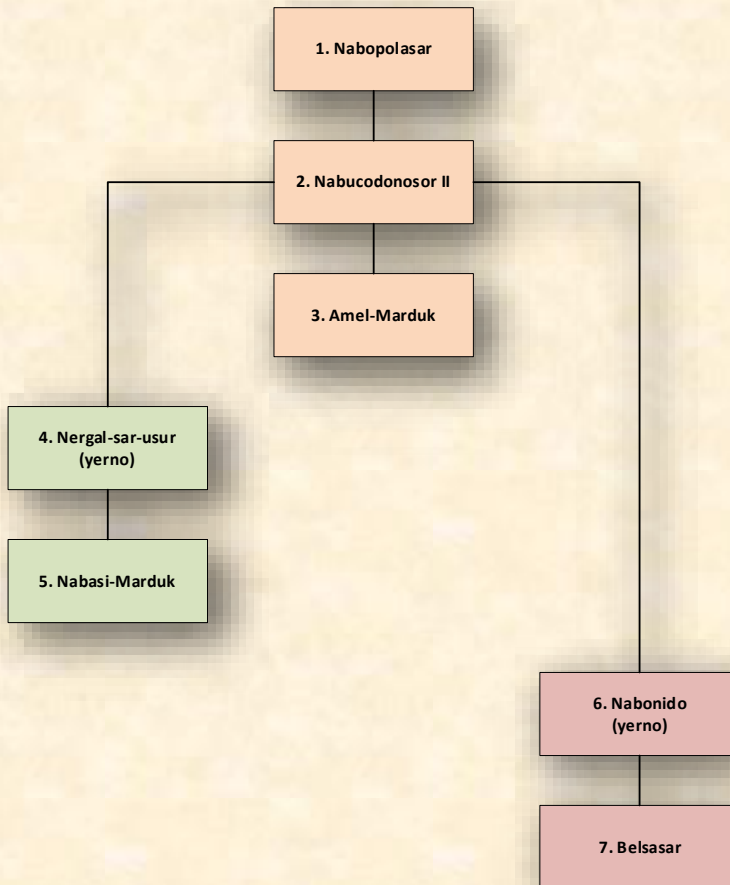 1. Nabopolasar
2. Nabucodonosor II
3. Amel-Marduk
4. Nergal-sar-usur
(yerno)
5. Nabasi-Marduk
6. Nabonido
(yerno)
7. Belsasar